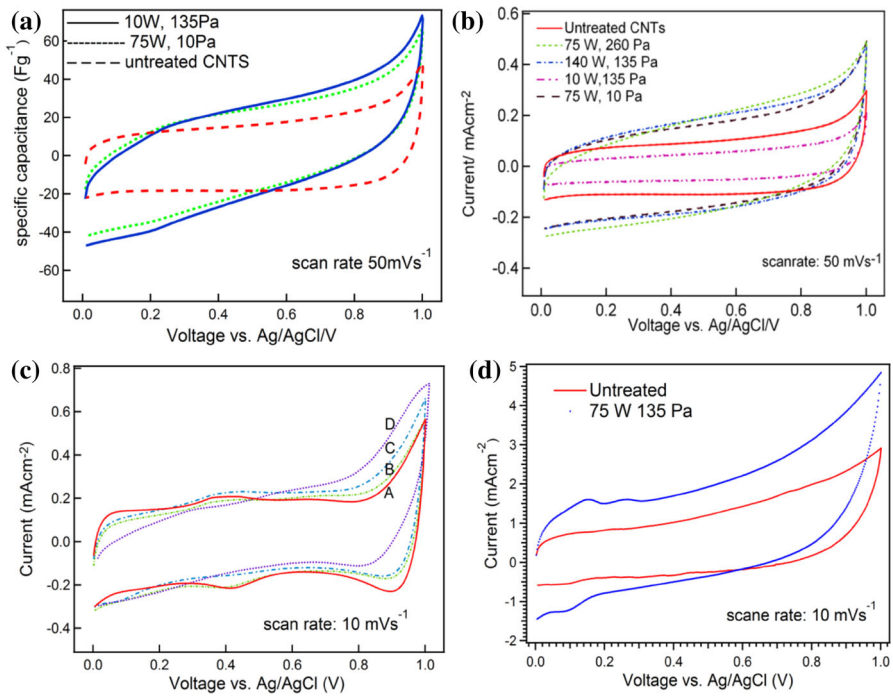 (a)
10W, 135Pa
75W, 10Pa
untreated CNTS
60
40
20
0
-20
-40
-60
specific capacitance (Fg-1)
scan rate 50mVs-1
0.0 0.2 0.4 0.6 0.8 1.0
Voltage vs. Ag/AgCl/V
(b)
Untreated CNTs
75 W, 260 Pa
140 W, 135 Pa
10 W,135 Pa
75 W, 10 Pa
0.6
0.4
0.2
0.0
-0.2
-0.4
Current/ mAcm-2
scanrate: 50 mVs-1
0.0 0.2 0.4 0.6 0.8 1.0
Voltage vs. Ag/AgCl/V
(c)
0.8
0.6
0.4
0.2
0.0
-0.2
-0.4
Current (mAcm-2)
D
C
B
A
scan rate: 10 mVs-1
0.0 0.2 0.4 0.6 0.8 1.0
Voltage vs. Ag/AgCl (V)
(d)
Untreated
75 W 135 Pa
5
4
3
2
1
0
-1
-2
Current (mAcm-2)
scane rate: 10 mVs-1
0.0 0.2 0.4 0.6 0.8 1.0
Voltage vs. Ag/AgCl (V)